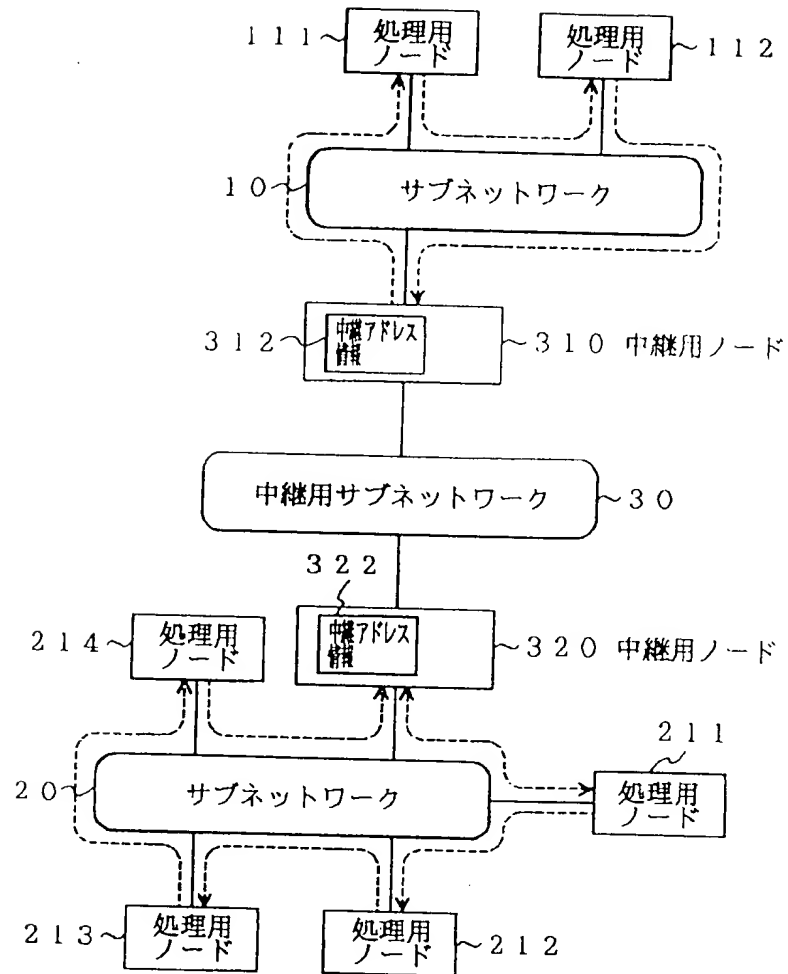 111
処理用
ノード
処理用
ノード
112
10
サブネットワーク
312
中継アドレス
情報
310 中継用ノード
中継用サブネットワーク
30
322
214
処理用
ノード
中継アドレス
情報
320 中継用ノード
20
サブネットワーク
211
処理用
ノード
213
処理用
ノード
処理用
ノード
212